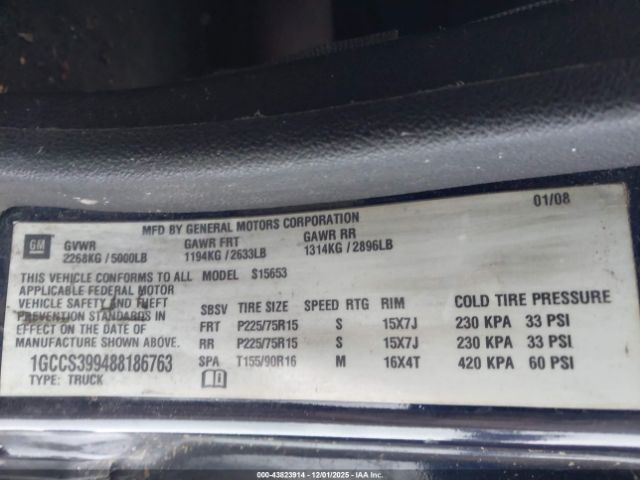 01/08
MFD BY GENERAL MOTORS CORPORATION
GM GVWR GAWR FRT GAWR RR
2268KG / 5000LB 1194KG / 2633LB 1314KG / 2896LB
THIS VEHICLE CONFORMS TO ALL MODEL S15653
APPLICABLE FEDERAL MOTOR
VEHICLE SAFETY AND THEFT
PREVENTION STANDARDS IN
EFFECT ON THE DATE OF
MANUFACTURE SHOWN ABOVE.
SBSV TIRE SIZE SPEED RTG RIM COLD TIRE PRESSURE
FRT P225/75R15 S 15X7J 230 KPA 33 PSI
RR P225/75R15 S 15X7J 230 KPA 33 PSI
1GCCS399488186763 SPA T155/90R16 M 16X4T 420 KPA 60 PSI
TYPE: TRUCK
000-43823914 - 12/01/2025 - IAAI.COM